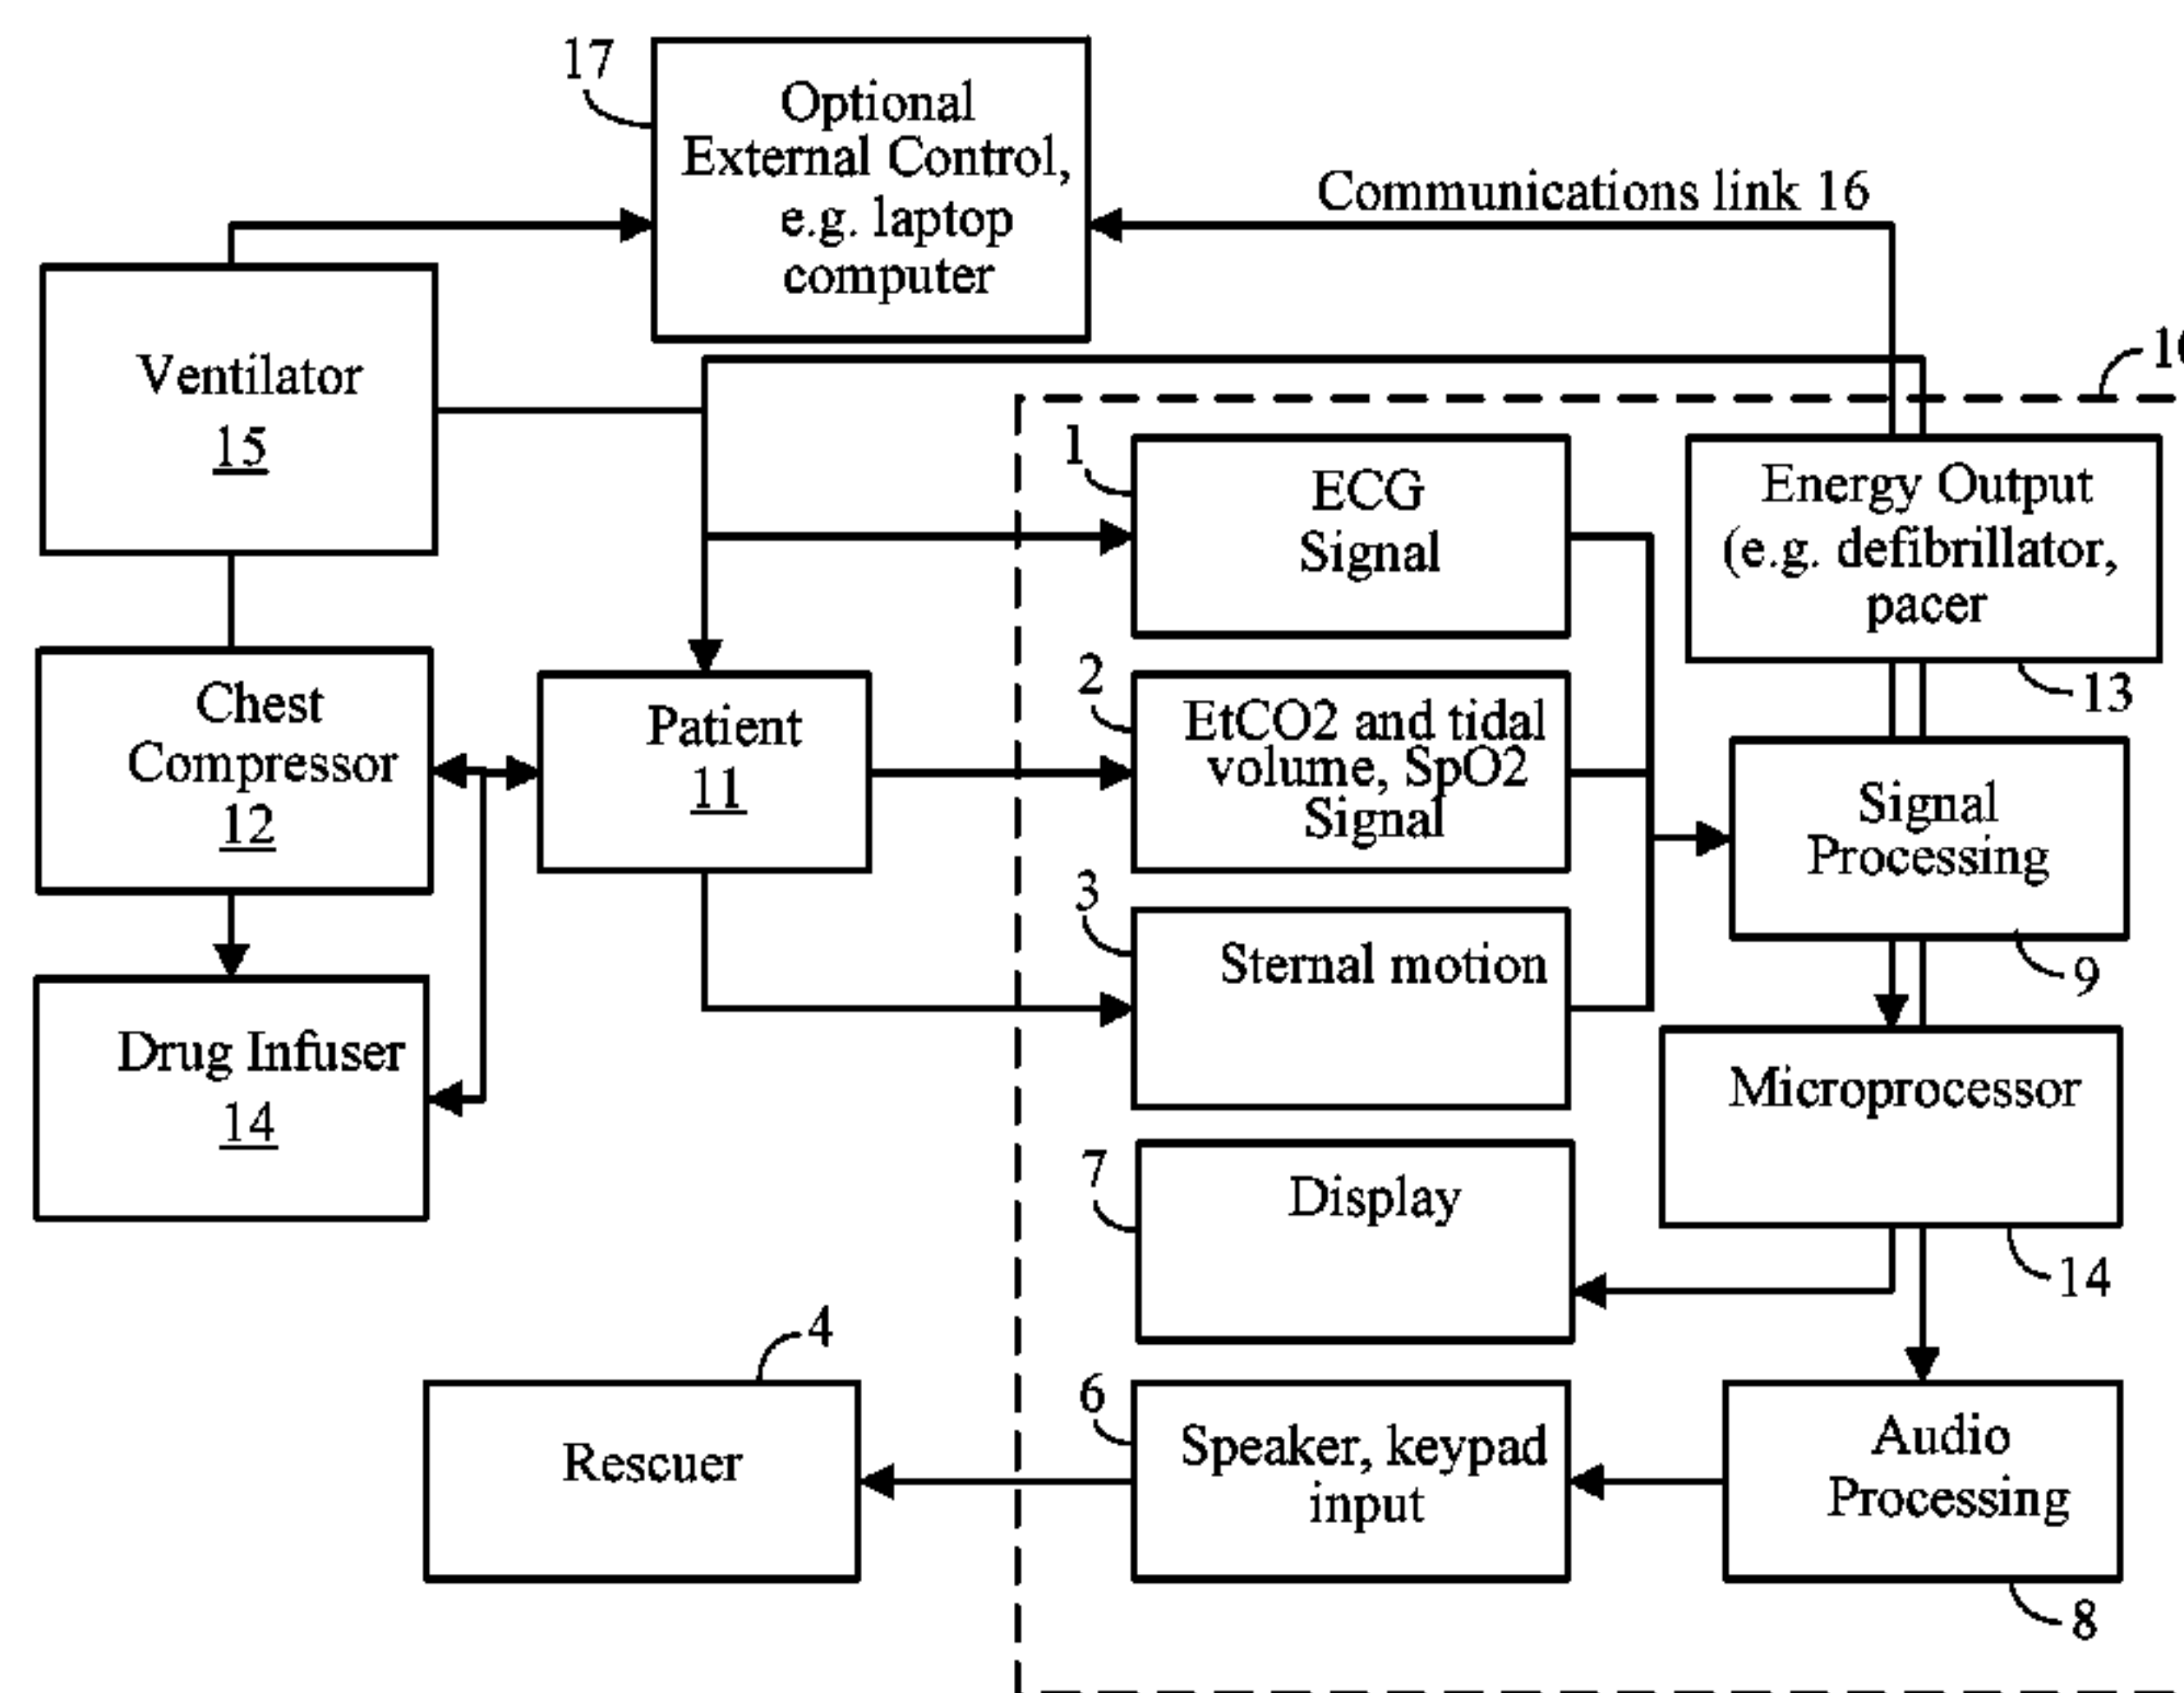 17
Optional
External Control,
e.g. laptop
computer
Communications link 16
Ventilator
15
1
ECG
Signal
Energy Output
(e.g. defibrillator,
pacer
13
Chest
Compressor
12
Patient
11
2
EtCO2 and tidal
volume, SpO2
Signal
Signal
Processing
9
3
Sternal motion
Drug Infuser
14
Microprocessor
14
7
Display
4
Rescuer
6
Speaker, keypad
input
Audio
Processing
8